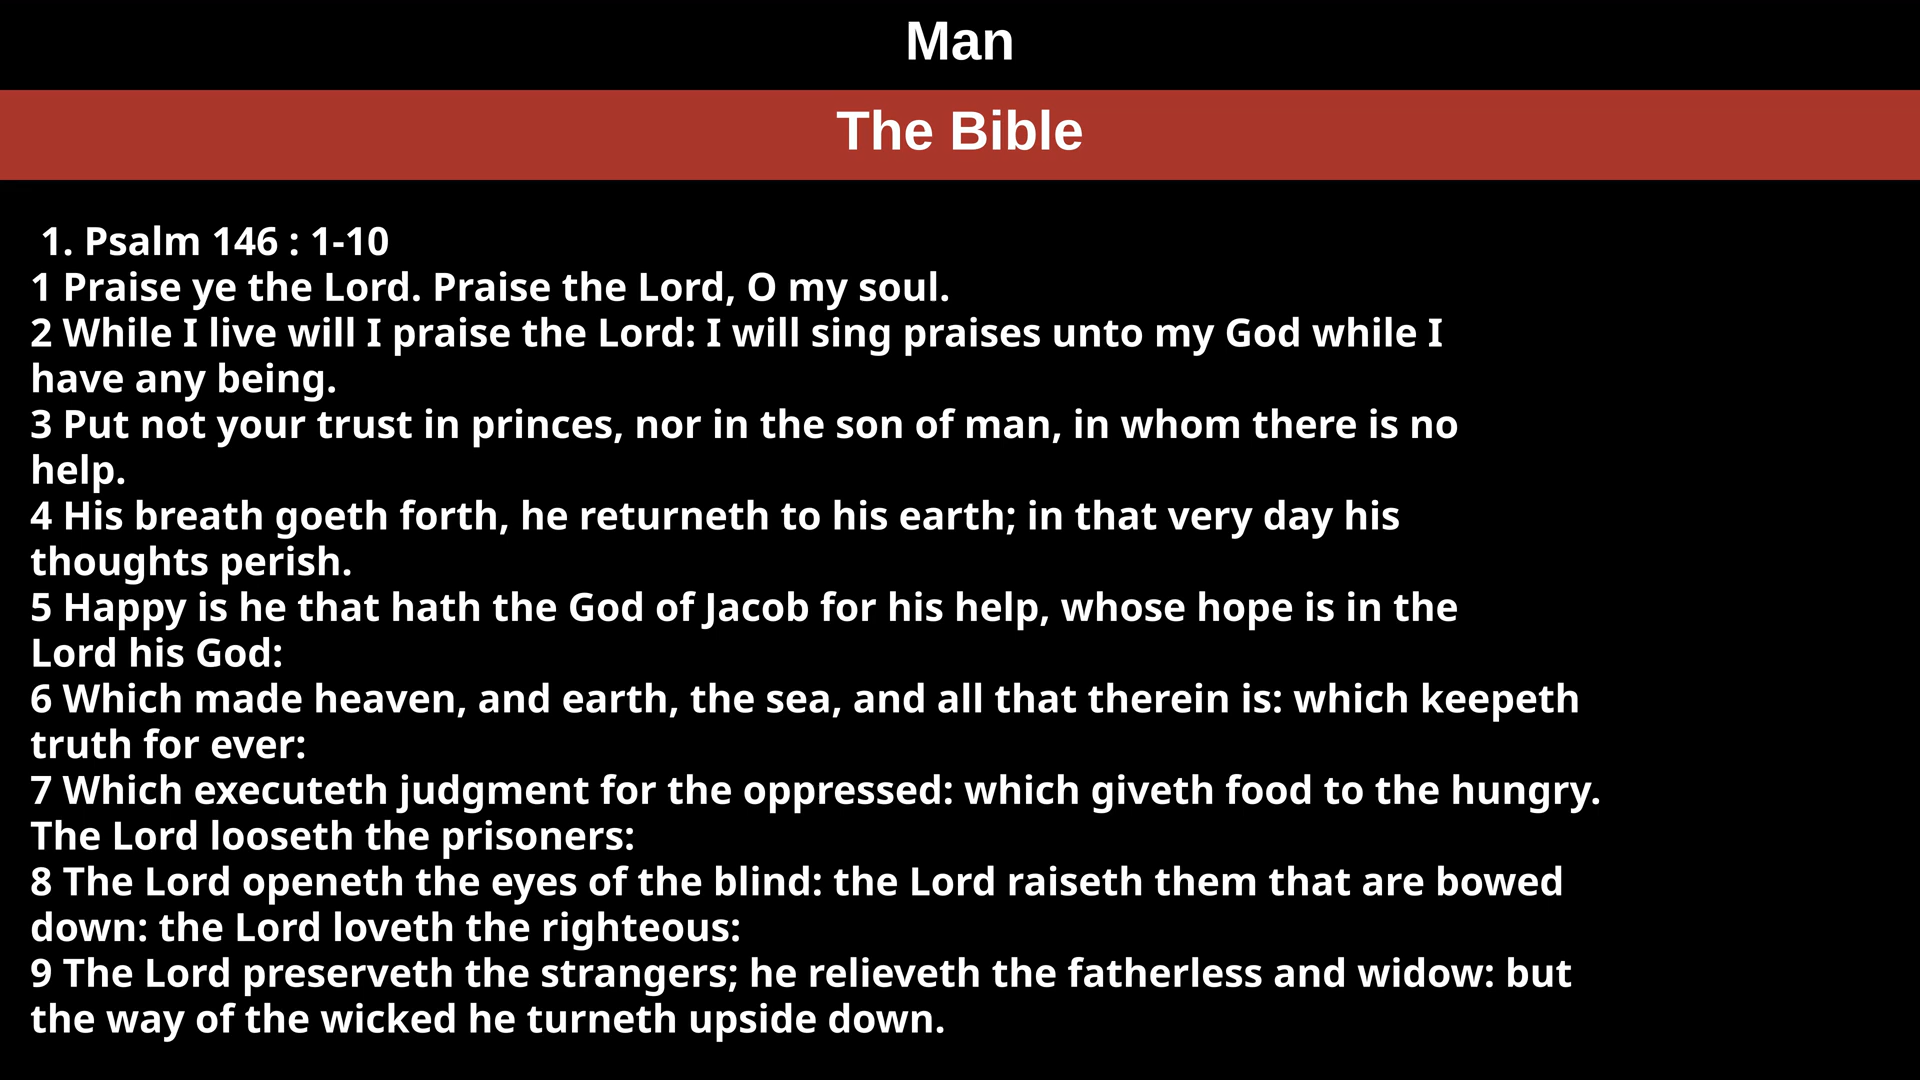 Man
The Bible
1. Psalm 146 : 1-10
1 Praise ye the Lord. Praise the Lord, O my soul.
2 While I live will I praise the Lord: I will sing praises unto my God while I
have any being.
3 Put not your trust in princes, nor in the son of man, in whom there is no
help.
4 His breath goeth forth, he returneth to his earth; in that very day his
thoughts perish.
5 Happy is he that hath the God of Jacob for his help, whose hope is in the
Lord his God:
6 Which made heaven, and earth, the sea, and all that therein is: which keepeth
truth for ever:
7 Which executeth judgment for the oppressed: which giveth food to the hungry.
The Lord looseth the prisoners:
8 The Lord openeth the eyes of the blind: the Lord raiseth them that are bowed
down: the Lord loveth the righteous:
9 The Lord preserveth the strangers; he relieveth the fatherless and widow: but
the way of the wicked he turneth upside down.